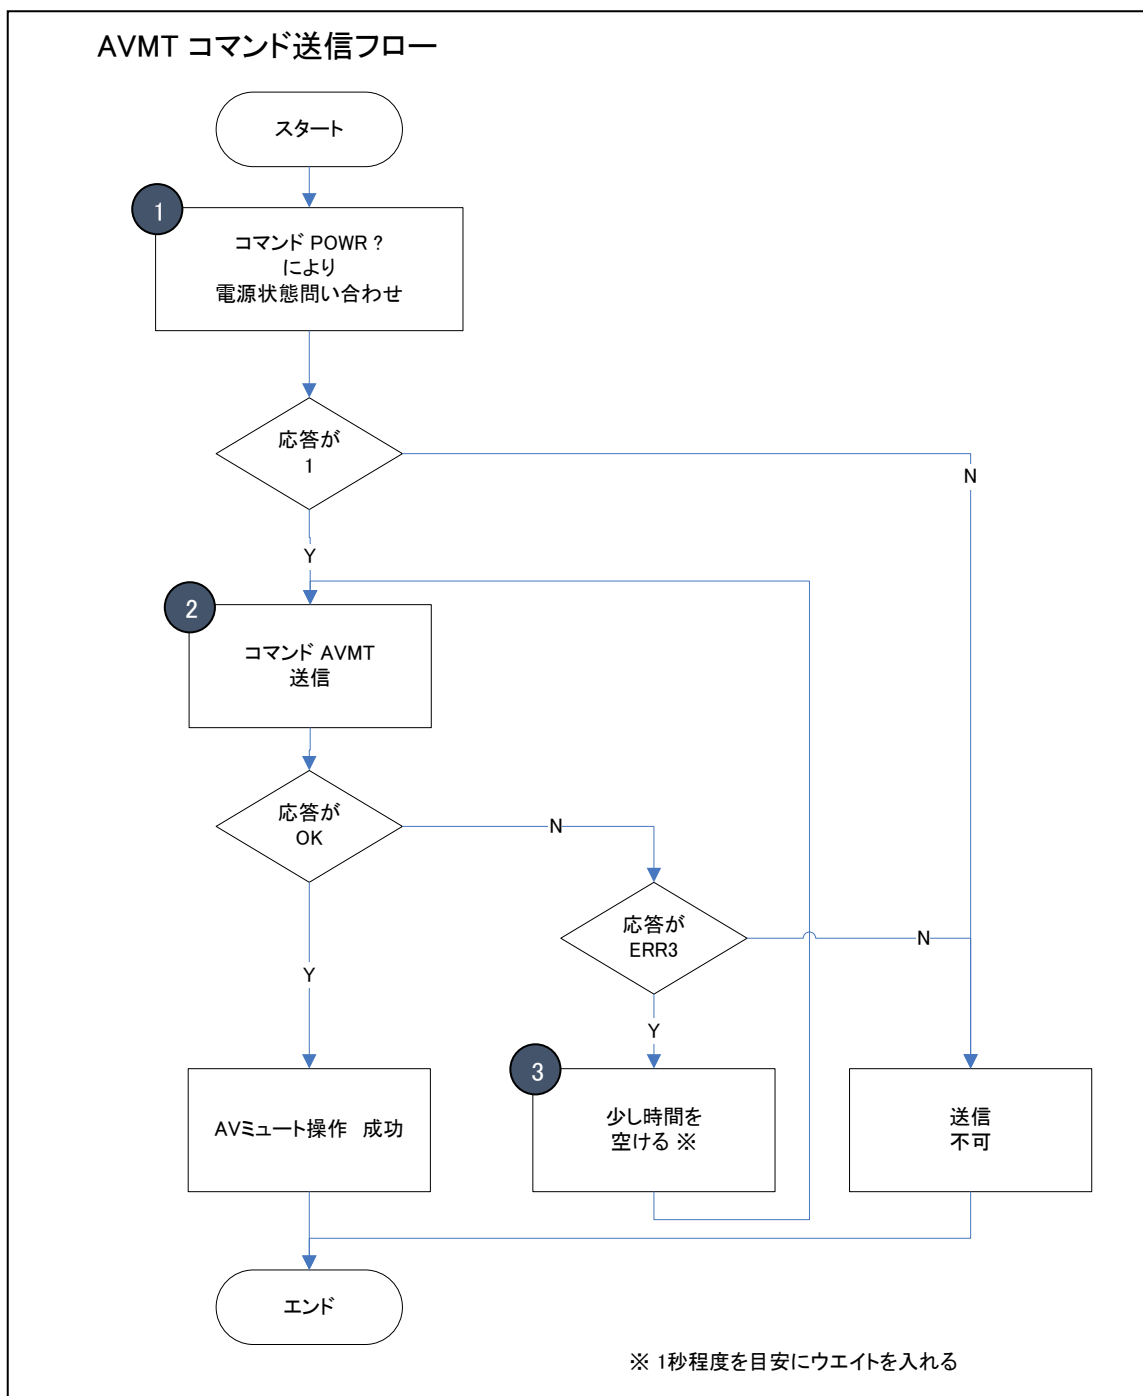 AVMT コマンド送信フロー
スタート
1
コマンド POWR ?
により
電源状態問い合わせ
応答が
1
N
Y
2
コマンド AVMT
送信
応答が
OK
N
応答が
ERR3
N
Y
Y
3
AVミュート操作 成功
少し時間を
空ける ※
送信
不可
エンド
※ 1秒程度を目安にウエイトを入れる